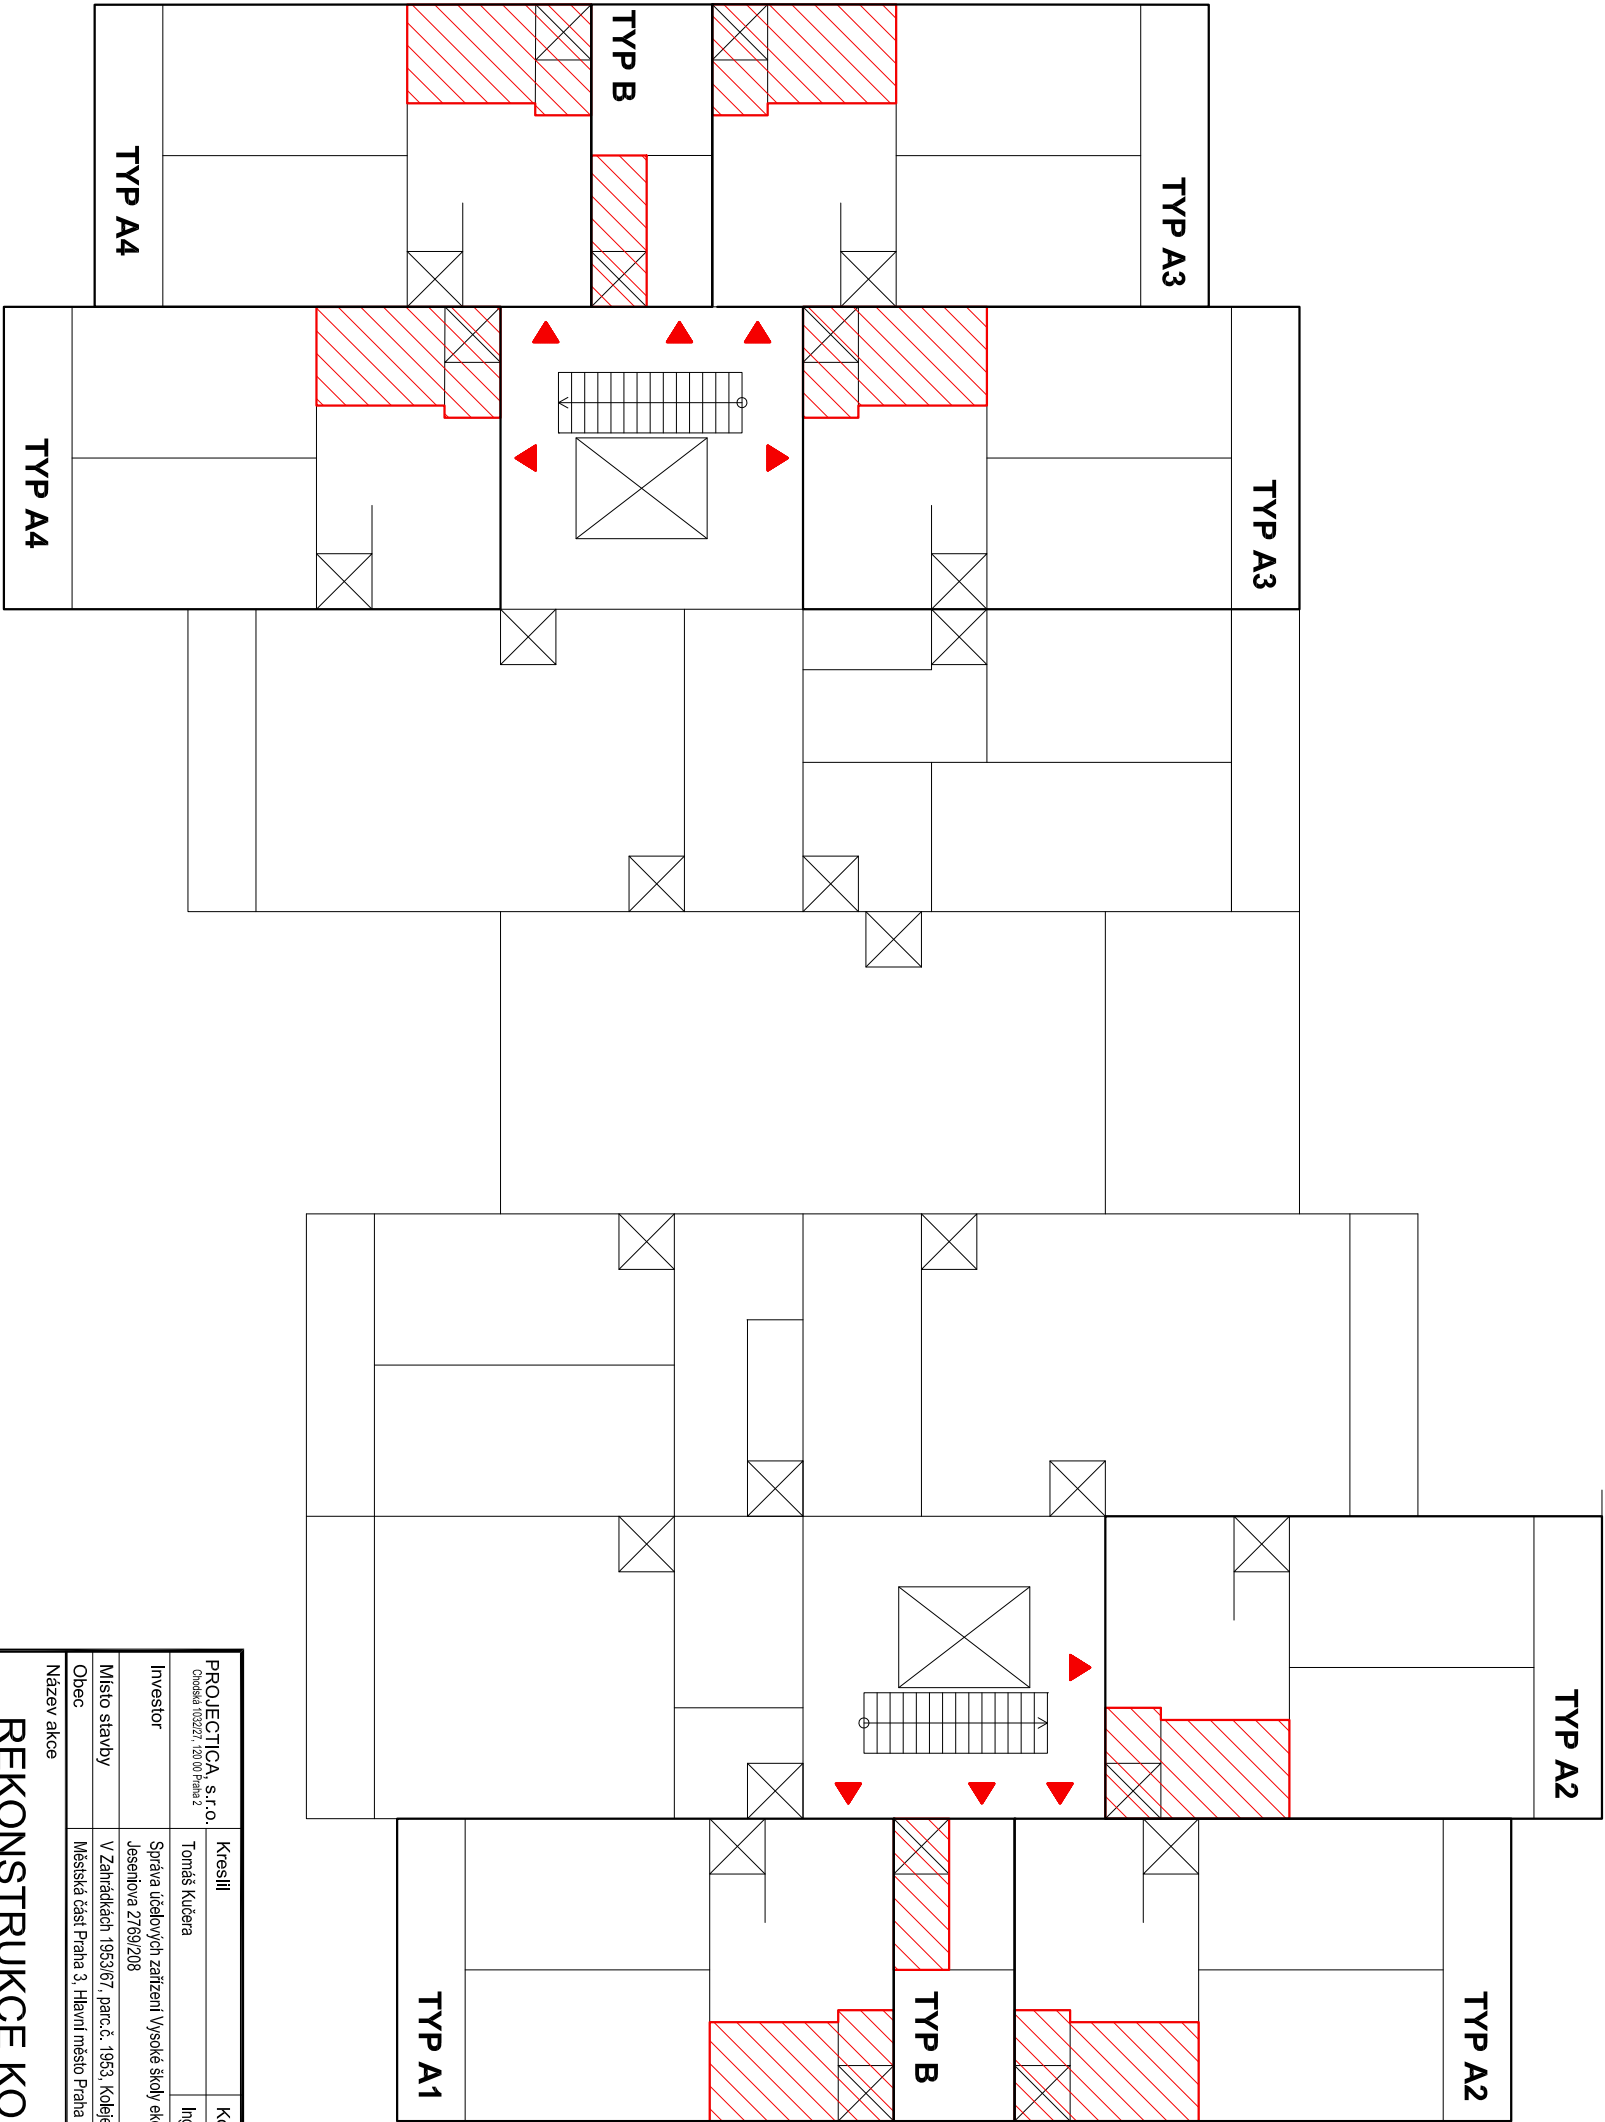 TYP B
TYP A4
TYP A3
TYP A4
TYP A3
TYP A2
TYP A1
TYP B
TYP A2
PROJECTICA, s.r.o.
Chodská 1032/27, 120 00 Praha 2
Kreslil
Tomáš Kučera
Investor
Správa účelových zařízení Vysoké školy
Jeseniova 2769/208
Místo stavby
V Zahrádkách 1953/67, parc.č. 1953,
Obec
Městská část Praha 3, Hlavní město Praha
Název akce
REKONSTRUKCE KO